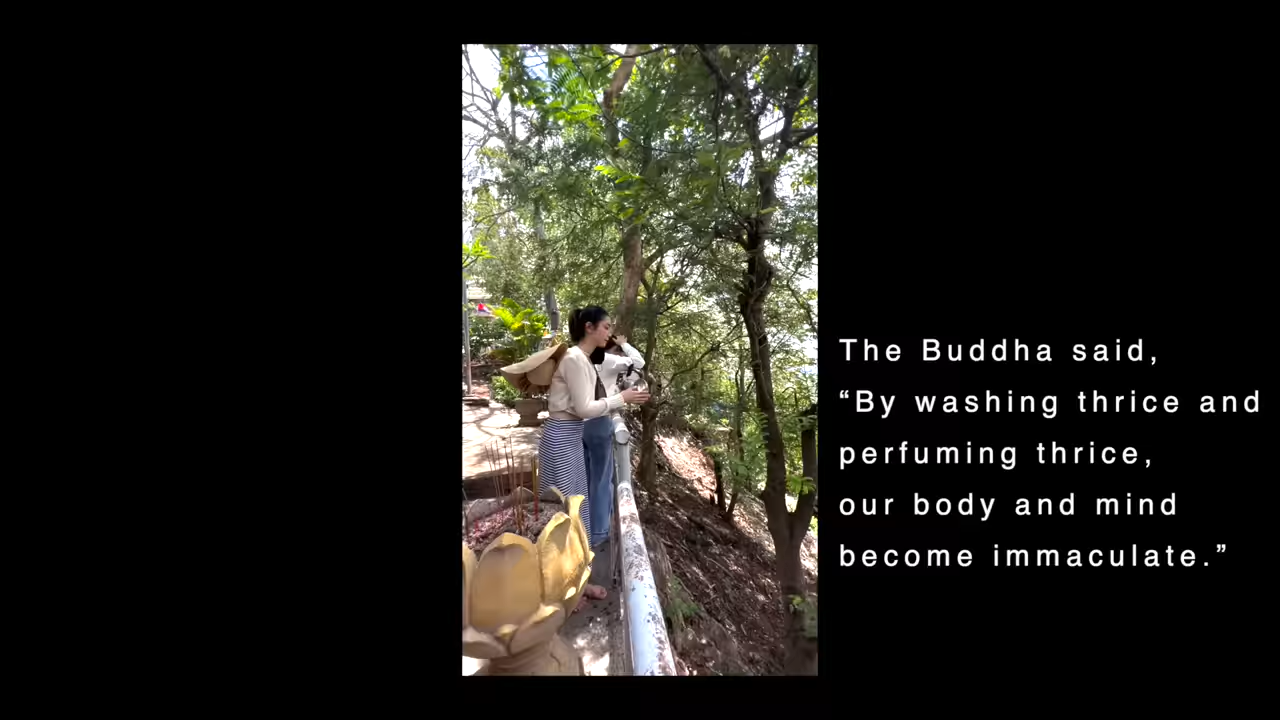 The Buddha said,
“By washing thrice and
perfuming thrice,
our body and mind
become immaculate.”